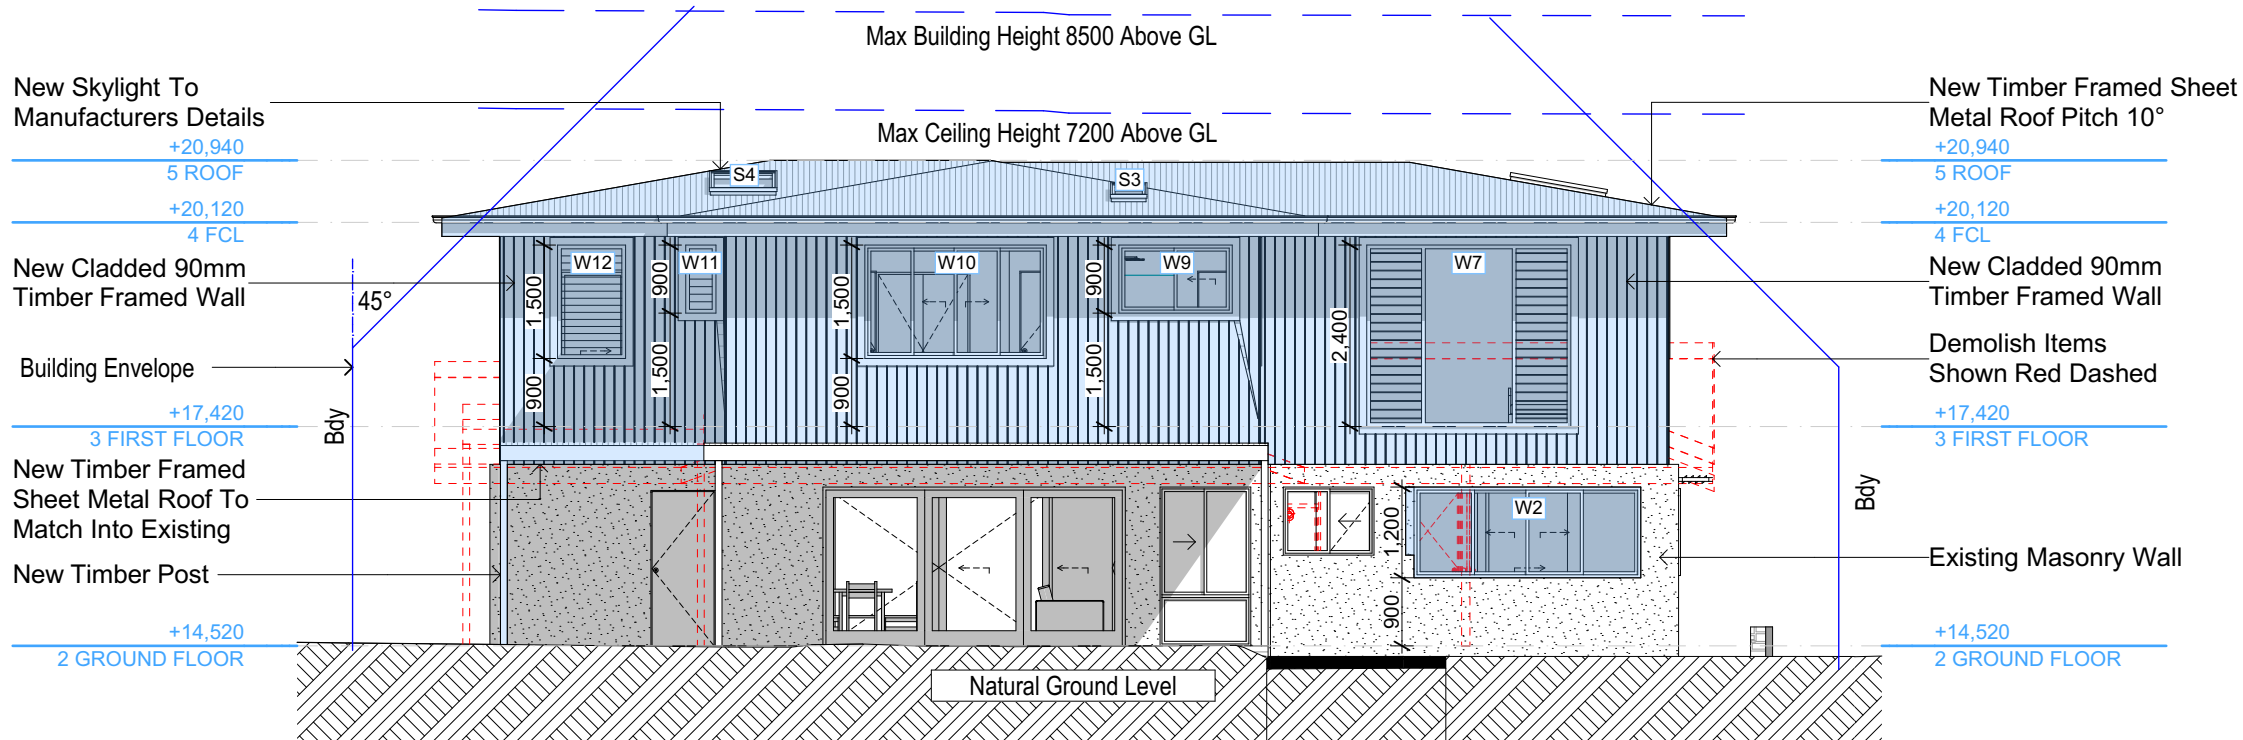 Max Building Height 8500 Above GL
New Skylight To
Manufacturers Details
Max Ceiling Height 7200 Above GL
New Timber Framed Sheet
Metal Roof Pitch 10°
+20,940
5 ROOF
+20,940
5 ROOF
S4
S3
+20,120
4 FCL
+20,120
4 FCL
New Cladded 90mm
Timber Framed Wall
45°
W12
W11
W10
W9
W7
New Cladded 90mm
Timber Framed Wall
1,500
900
1,500
900
2,400
Building Envelope
900
1,500
900
1,500
Demolish Items
Shown Red Dashed
Bdy
+17,420
3 FIRST FLOOR
+17,420
3 FIRST FLOOR
New Timber Framed
Sheet Metal Roof To
Match Into Existing
New Timber Post
W2
1,200
900
Bdy
Existing Masonry Wall
+14,520
2 GROUND FLOOR
+14,520
2 GROUND FLOOR
Natural Ground Level